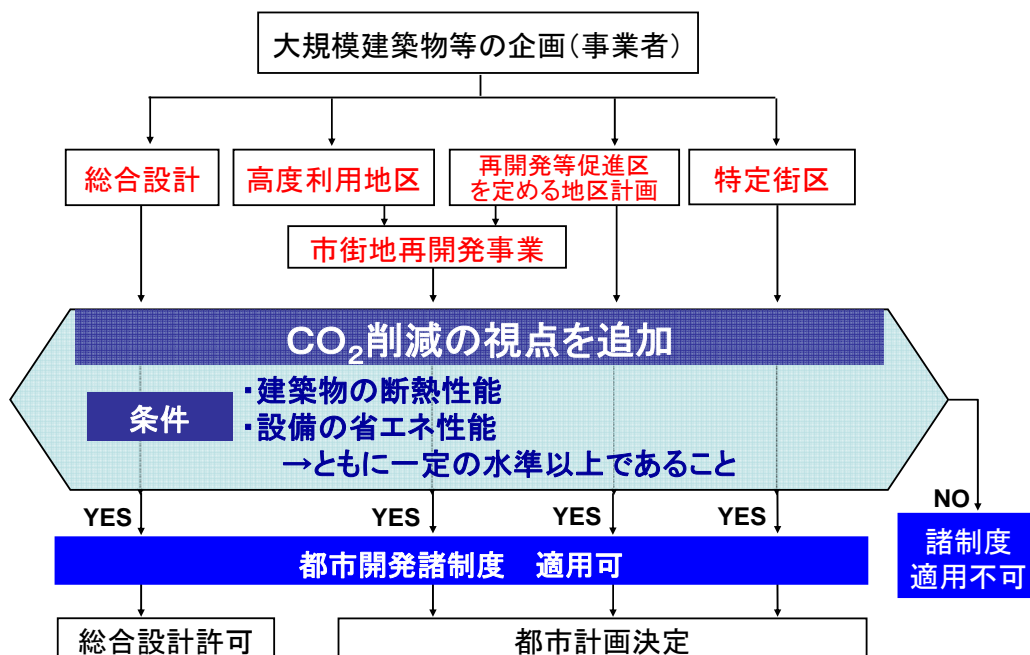 大規模建築物等の企画(事業者)
総合設計
高度利用地区
再開発等促進区
を定める地区計画
特定街区
市街地再開発事業
CO₂削減の視点を追加
条件
・建築物の断熱性能
・設備の省エネ性能
→ともに一定の水準以上であること
YES
YES
YES
YES
NO
都市開発諸制度　適用可
諸制度
適用不可
総合設計許可
都市計画決定